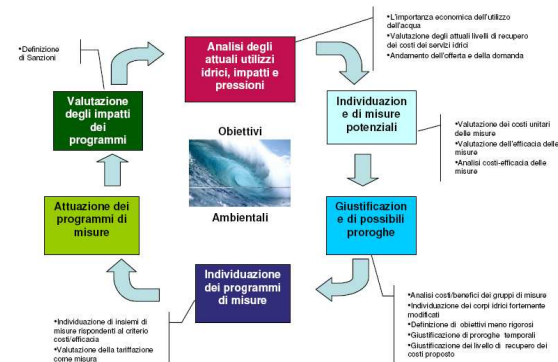 •Definizione
di Sanzioni
Analisi degli
attuali utilizzi
idrici, impatti e
pressioni
•L'importanza economica dell'utilizzo
dell'acqua
•Valutazione degli attuali livelli di recupero
dei costi dei servizi idrici
•Andamento dell'offerta e della domanda
Valutazione
degli impatti
dei
programmi
Individuazion
e di misure
potenziali
•Valutazione dei costi unitari
delle misure
•Valutazione dell'efficacia delle
misure
•Analisi costi-efficacia delle
misure
Obiettivi
Ambientali
Attuazione dei
programmi di
misure
Giustificazion
e di possibili
proroghe
Individuazione
dei programmi
di misure
•Individuazione di insiemi di
misure rispondenti al criterio
costi/efficacia
•Valutazione della tariffazione
come misura
•Analisi costi/benefici dei gruppi di misure
•Individuazione dei corpi idrici fortemente
modificati
•Definizione di obiettivi meno rigorosi
•Giustificazione di proroghe temporali
•Giustificazione del livello di recupero dei
costi proposto